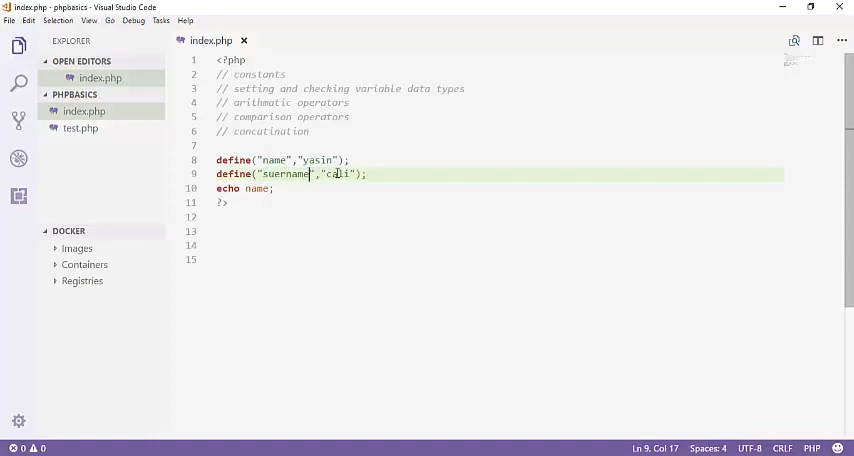 index.php - phpbasics - Visual Studio Code
File Edit Selection View Go Debug Tasks Help
EXPLORER
OPEN EDITORS
index.php
PHPBASICS
index.php
test.php
DOCKER
Images
Containers
Registries
index.php
1 <?php
2 // constants
3 // setting and checking variable data types
4 // arithmatic operators
5 // comparison operators
6 // concatination
7
8 define("name","yasin");
9 define("suername","cali");
10 echo name;
11 ?>
12
13
14
15
0 0 Ln 9, Col 17 Spaces: 4 UTF-8 CRLF PHP